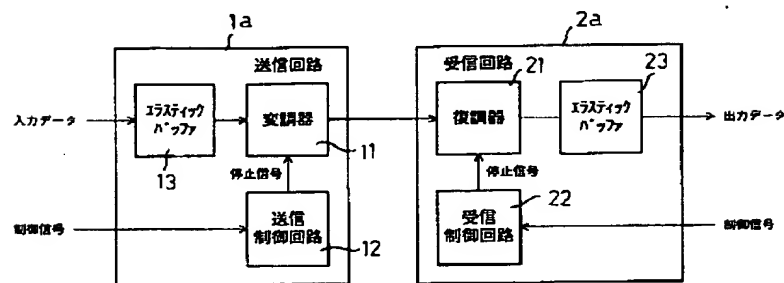 1a
2a
送信回路
受信回路
21
23
入力データ
エラスティック
バッファ
変調器
復調器
エラスティック
バッファ
出力データ
13
11
停止信号
停止信号
22
制御信号
送信
制御回路
受信
制御回路
制御信号
12